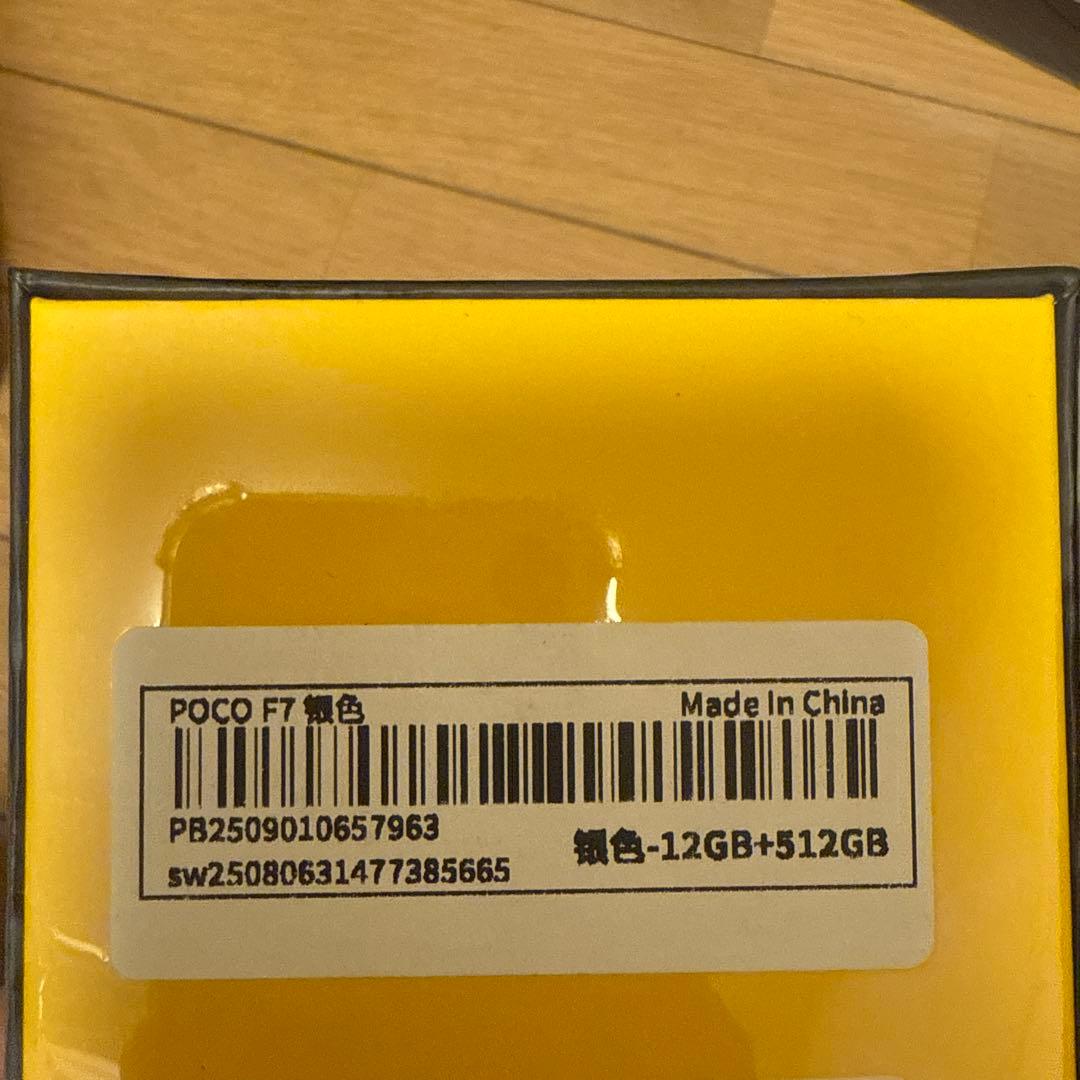 POCO F7 银色
Made In China
PB2509010657963
银色-12GB+512GB
sw25080631477385665